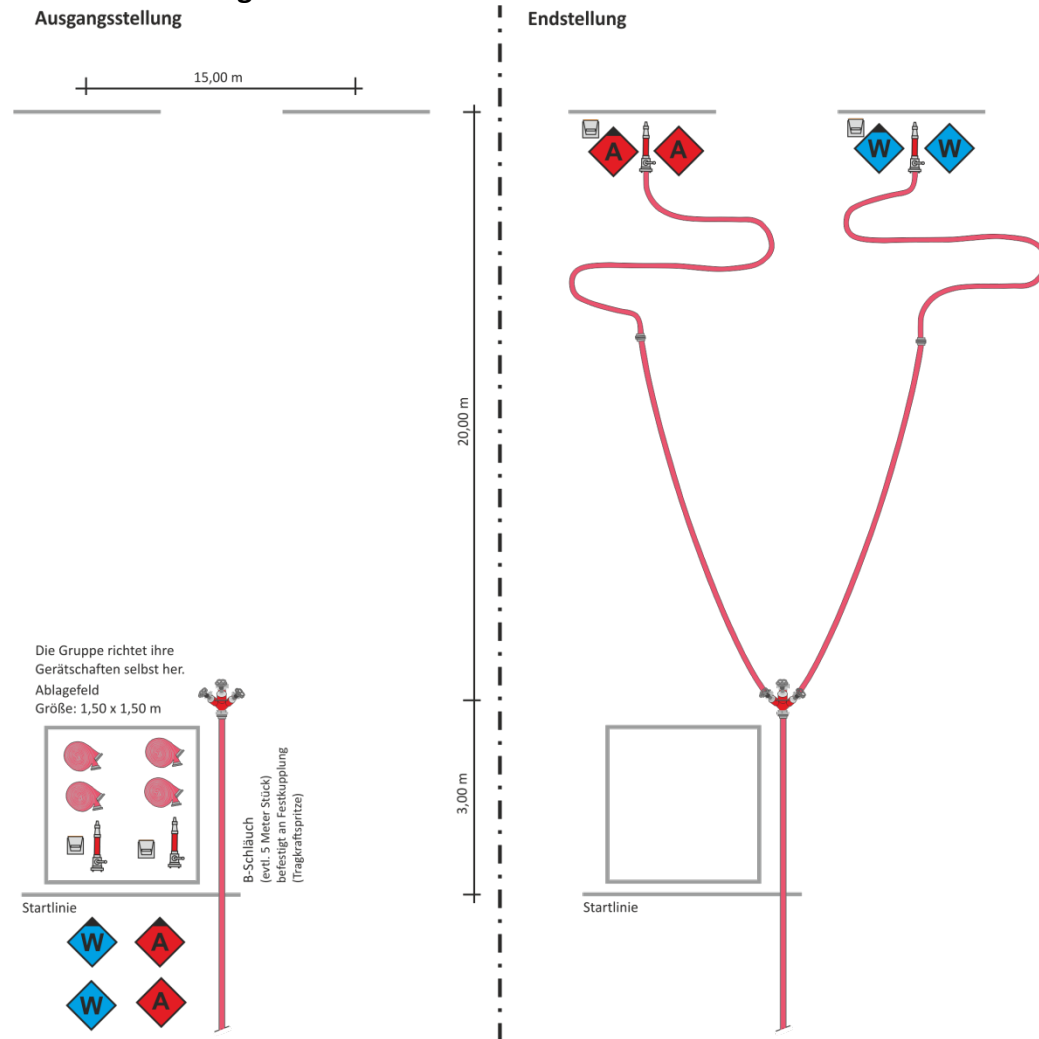 Ausgangsstellung
15,00 m
20,00 m
Die Gruppe richtet ihre
Gerätschaften selbst her.
Ablagefeld
Größe: 1,50 x 1,50 m
B-Schläuch
(evtl. 5 Meter Stück)
befestigt an Festkupplung
(Tragkraftspritze)
3,00 m
Startlinie
W
A
W
A
Endstellung
A
A
W
W
Startlinie